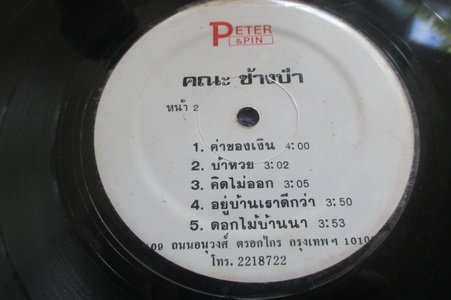 PETER
& PIN
คณะ ช้างป่า
หน้า 2
1. ค่าของเงิน 4:00
2. บ้าหวย 3:02
3. คิดไม่ออก 3:05
4. อยู่บ้านเราดีกว่า 3:50
5. ดอกไม้บ้านนา 3:53
109 ถนนอนุวงศ์ ตรอกไกร กรุงเทพฯ 1010
โทร. 2218722